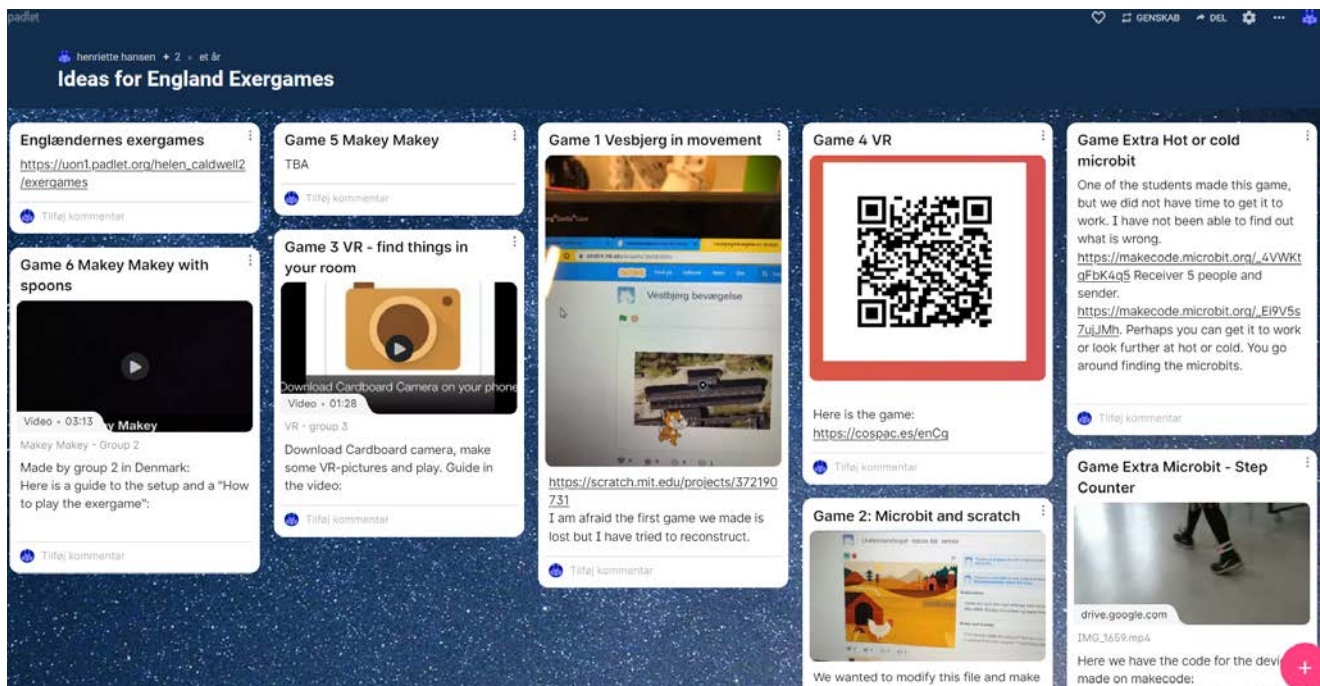 padlet
GENSKAB
DEL
henriette hansen + 2 • et år
Ideas for England Exergames
Englændernes exergames
https://uon1.padlet.org/helen_caldwell2
/exergames
Tilføj kommentar
Game 6 Makey Makey with
spoons
Video • 03:13
y Makey
Makey Makey - Group 2
Made by group 2 in Denmark:
Here is a guide to the setup and a "How
to play the exergame":
Tilføj kommentar
Game 5 Makey Makey
TBA
Tilføj kommentar
Game 3 VR - find things in
your room
Download Cardboard Camera on your phone
Video • 01:28
VR - group 3
Download Cardboard camera, make
some VR-pictures and play. Guide in
the video:
Tilføj kommentar
Game 1 Vesbjerg in movement
Vestbjerg bevægelse
https://scratch.mit.edu/projects/372190
731
I am afraid the first game we made is
lost but I have tried to reconstruct.
Tilføj kommentar
Game 4 VR
Here is the game:
https://cospac.es/enCq
Tilføj kommentar
Game 2: Microbit and scratch
We wanted to modify this file and make
Game Extra Hot or cold
microbit
One of the students made this game,
but we did not have time to get it to
work. I have not been able to find out
what is wrong.
https://makecode.microbit.org/_4VWKt
gFbK4q5 Receiver 5 people and
sender.
https://makecode.microbit.org/_Ei9V5s
7ujJMh. Perhaps you can get it to work
or look further at hot or cold. You go
around finding the microbits.
Tilføj kommentar
Game Extra Microbit - Step
Counter
drive.google.com
IMG_1659.mp4
Here we have the code for the devi
made on makecode: